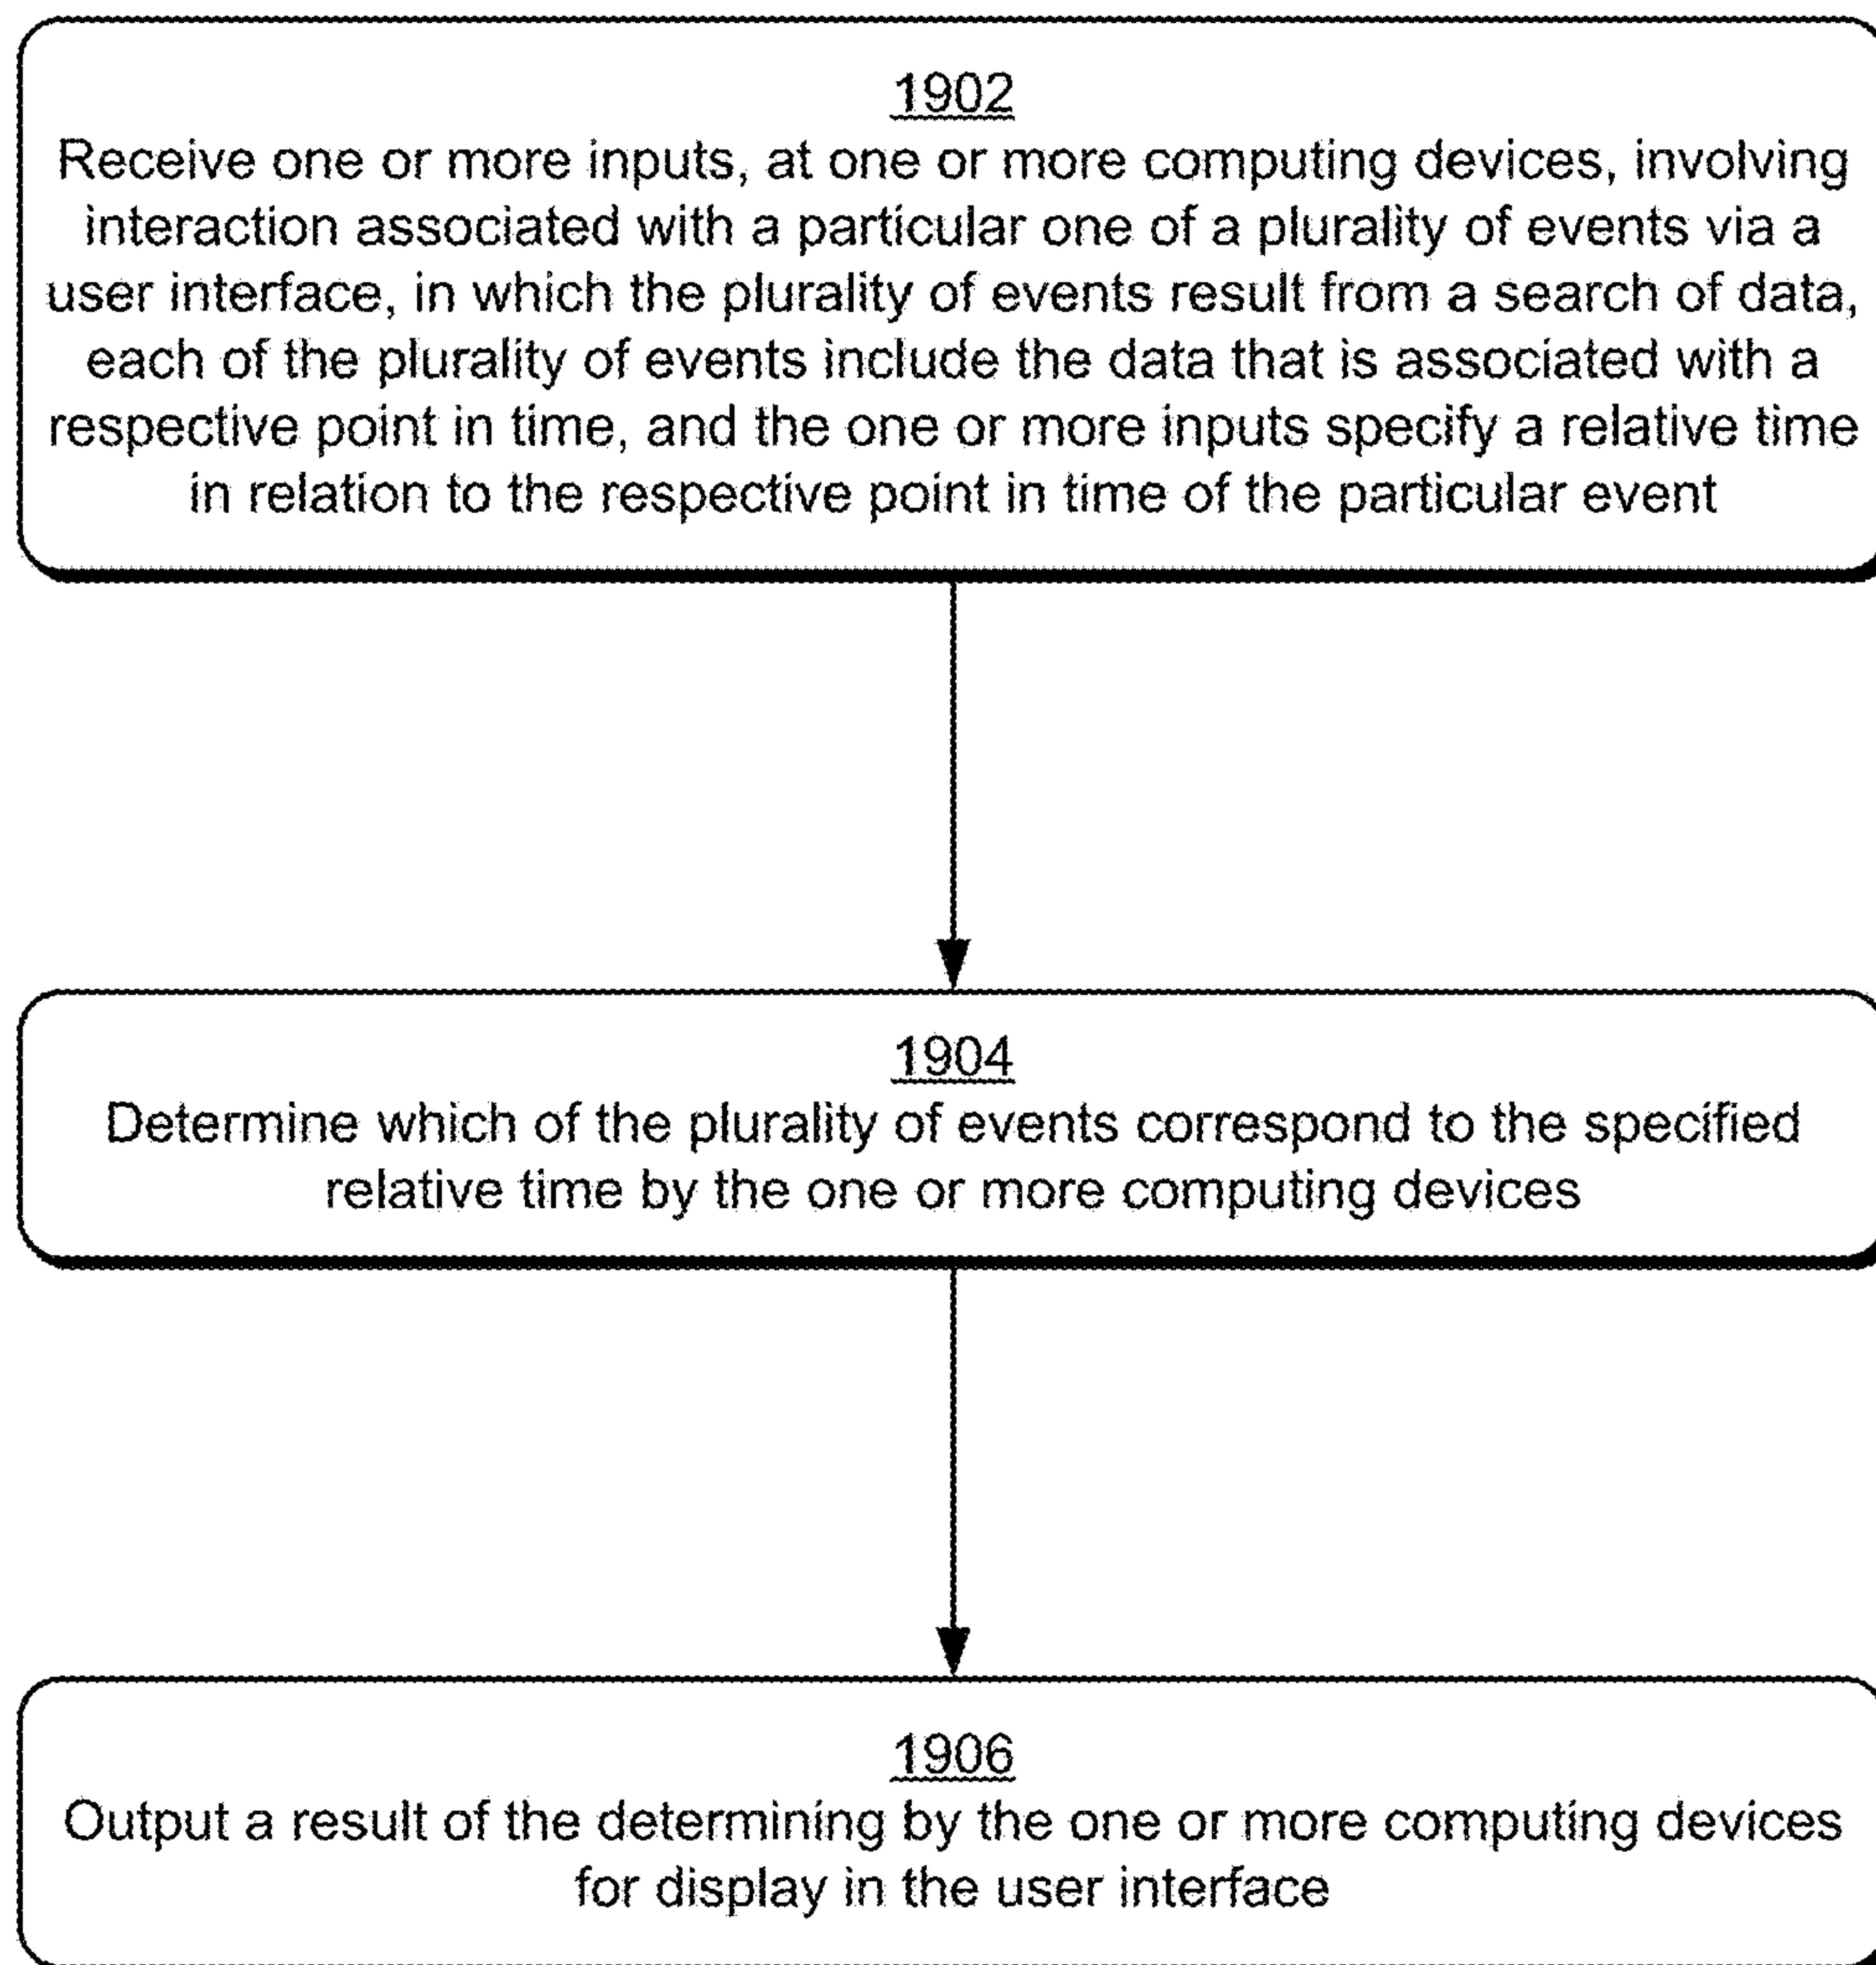 1902
Receive one or more inputs, at one or more computing devices, involving
interaction associated with a particular one of a plurality of events via a
user interface, in which the plurality of events result from a search of data,
each of the plurality of events include the data that is associated with a
respective point in time, and the one or more inputs specify a relative time
in relation to the respective point in time of the particular event
1904
Determine which of the plurality of events correspond to the specified
relative time by the one or more computing devices
1906
Output a result of the determining by the one or more computing devices
for display in the user interface